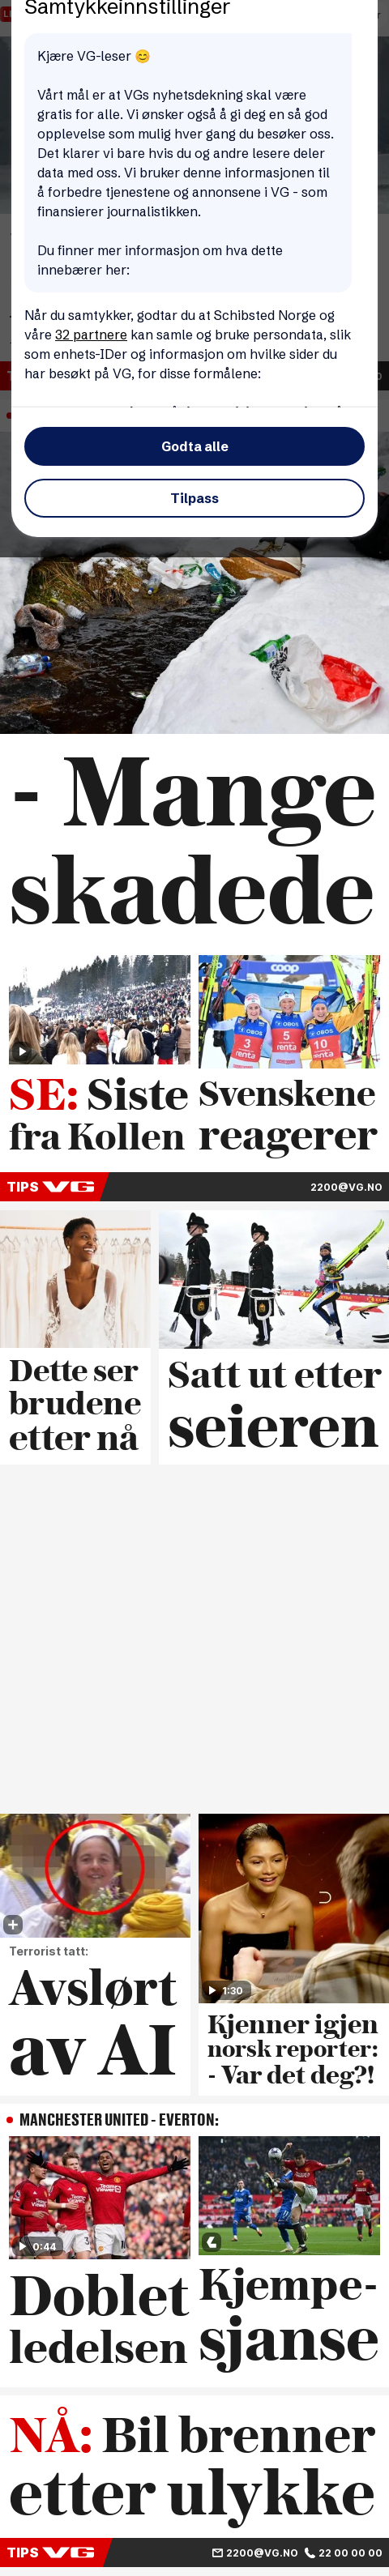 Samtykkeinnstillinger
Kjære VG-leser 😊
Vårt mål er at VGs nyhetsdekning skal være
gratis for alle. Vi ønsker også å gi deg en så god
opplevelse som mulig hver gang du besøker oss.
Det klarer vi bare hvis du og andre lesere deler
data med oss. Vi bruker denne informasjonen til
å forbedre tjenestene og annonsene i VG - som
finansierer journalistikken.
Du finner mer informasjon om hva dette
innebærer her:
Når du samtykker, godtar du at Schibsted Norge og
våre 32 partnere kan samle og bruke persondata, slik
som enhets-IDer og informasjon om hvilke sider du
har besøkt på VG, for disse formålene:
Godta alle
Tilpass
- Mange
skadede
coop
OBOS OBOS OBOS
3 5 10
SE: Siste
fra Kollen
Svenskene
reagerer
TIPS VG 2200@VG.NO
Dette ser
brudene
etter nå
Satt ut etter
seieren
Terrorist tatt:
Avslørt
av AI
1:30
Kjenner igjen
norsk reporter:
- Var det deg?!
MANCHESTER UNITED - EVERTON:
0:44
Doblet
ledelsen
Kjempe-
sjanse
NÅ: Bil brenner
etter ulykke
TIPS VG 2200@VG.NO 22 00 00 00